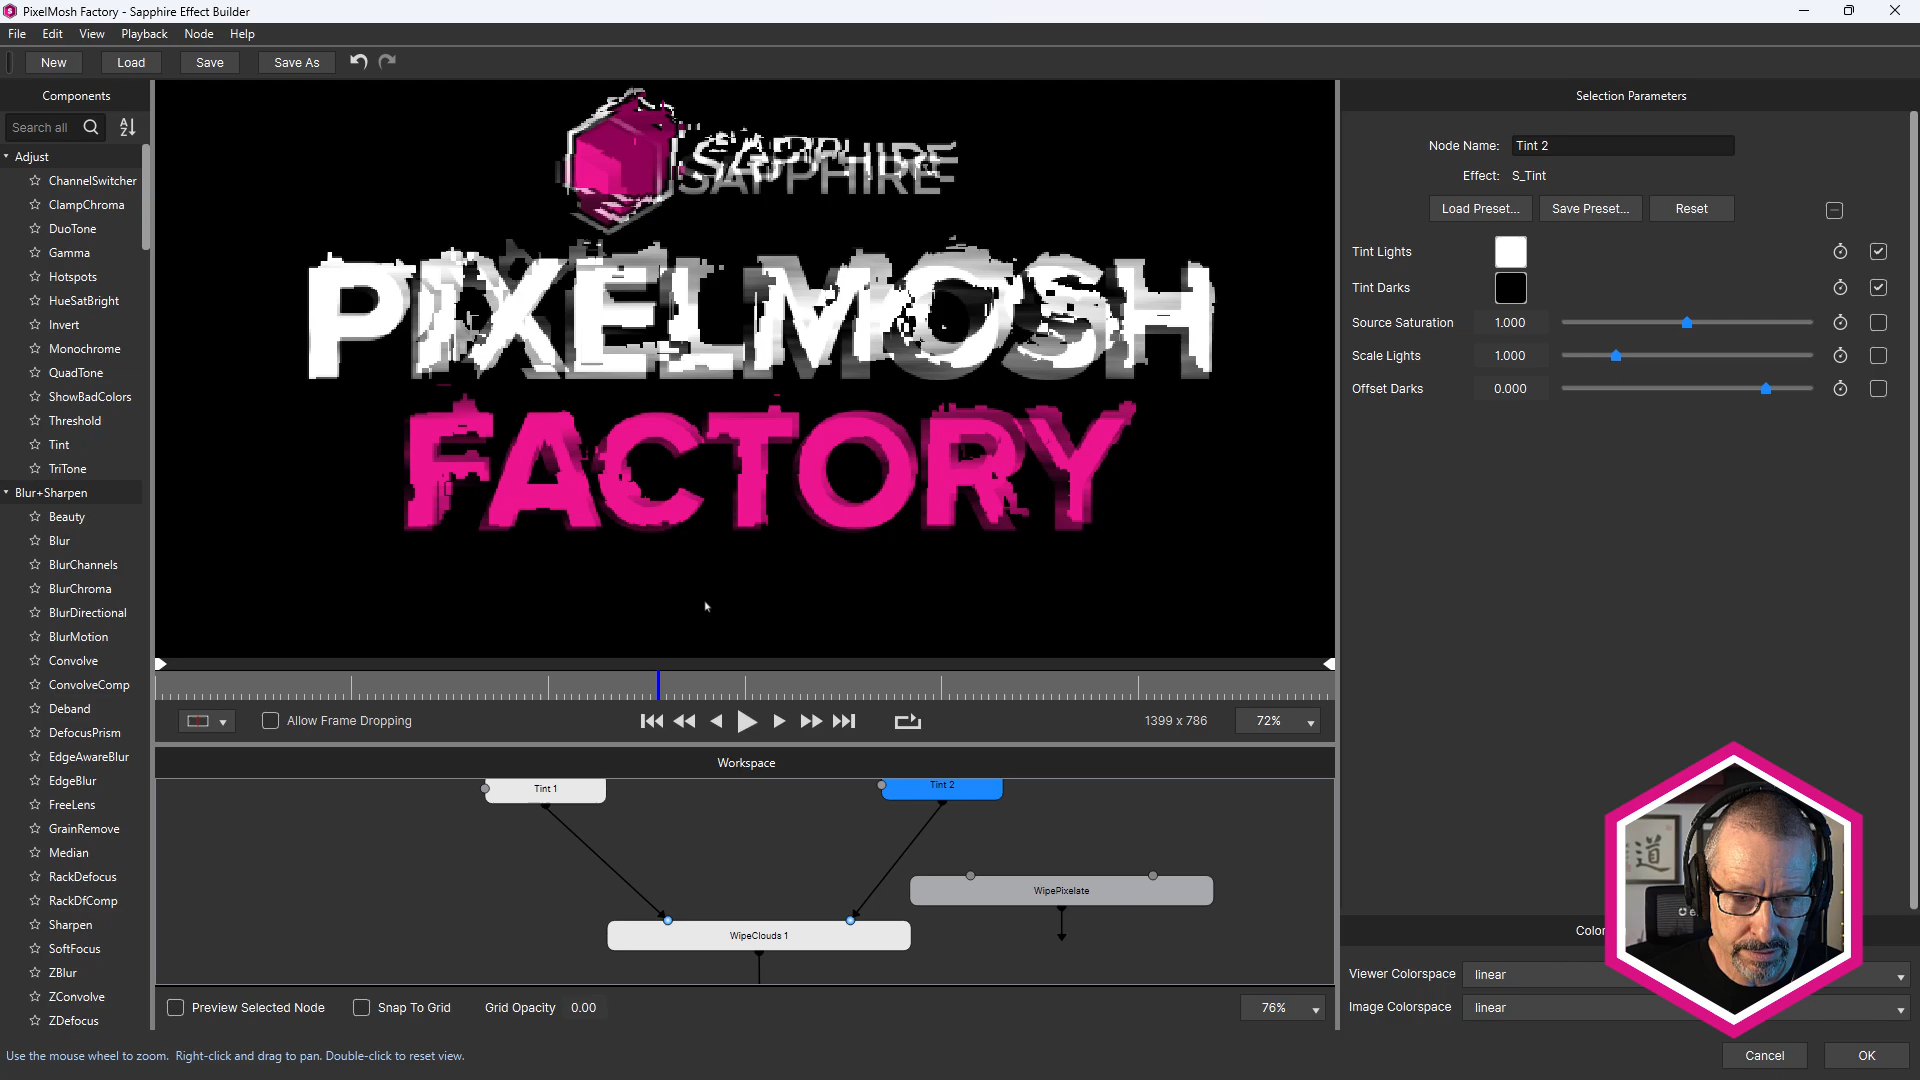 PixelMosh Factory - Sapphire Effect Builder
File Edit View Playback Node Help
New Load Save Save As
Components
Search all
Adjust
ChannelSwitcher
ClampChroma
DuoTone
Gamma
Hotspots
HueSatBright
Invert
Monochrome
QuadTone
ShowBadColors
Threshold
Tint
TriTone
Blur+Sharpen
Beauty
Blur
BlurChannels
BlurChroma
BlurDirectional
BlurMotion
Convolve
ConvolveComp
Deband
DefocusPrism
EdgeAwareBlur
EdgeBlur
FreeLens
GrainRemove
Median
RackDefocus
RackDfComp
Sharpen
SoftFocus
ZBlur
ZConvolve
ZDefocus
SAPPHIRE
PIXELMOSH
FACTORY
Allow Frame Dropping
1399 x 786
72%
Workspace
Tint 1
Tint 2
WipePixelate
WipeClouds 1
Preview Selected Node
Snap To Grid
Grid Opacity 0.00
76%
Selection Parameters
Node Name: Tint 2
Effect: S_Tint
Load Preset... Save Preset... Reset
Tint Lights
Tint Darks
Source Saturation 1.000
Scale Lights 1.000
Offset Darks 0.000
Viewer Colorspace linear
Image Colorspace linear
Use the mouse wheel to zoom. Right-click and drag to pan. Double-click to reset view.
Cancel OK